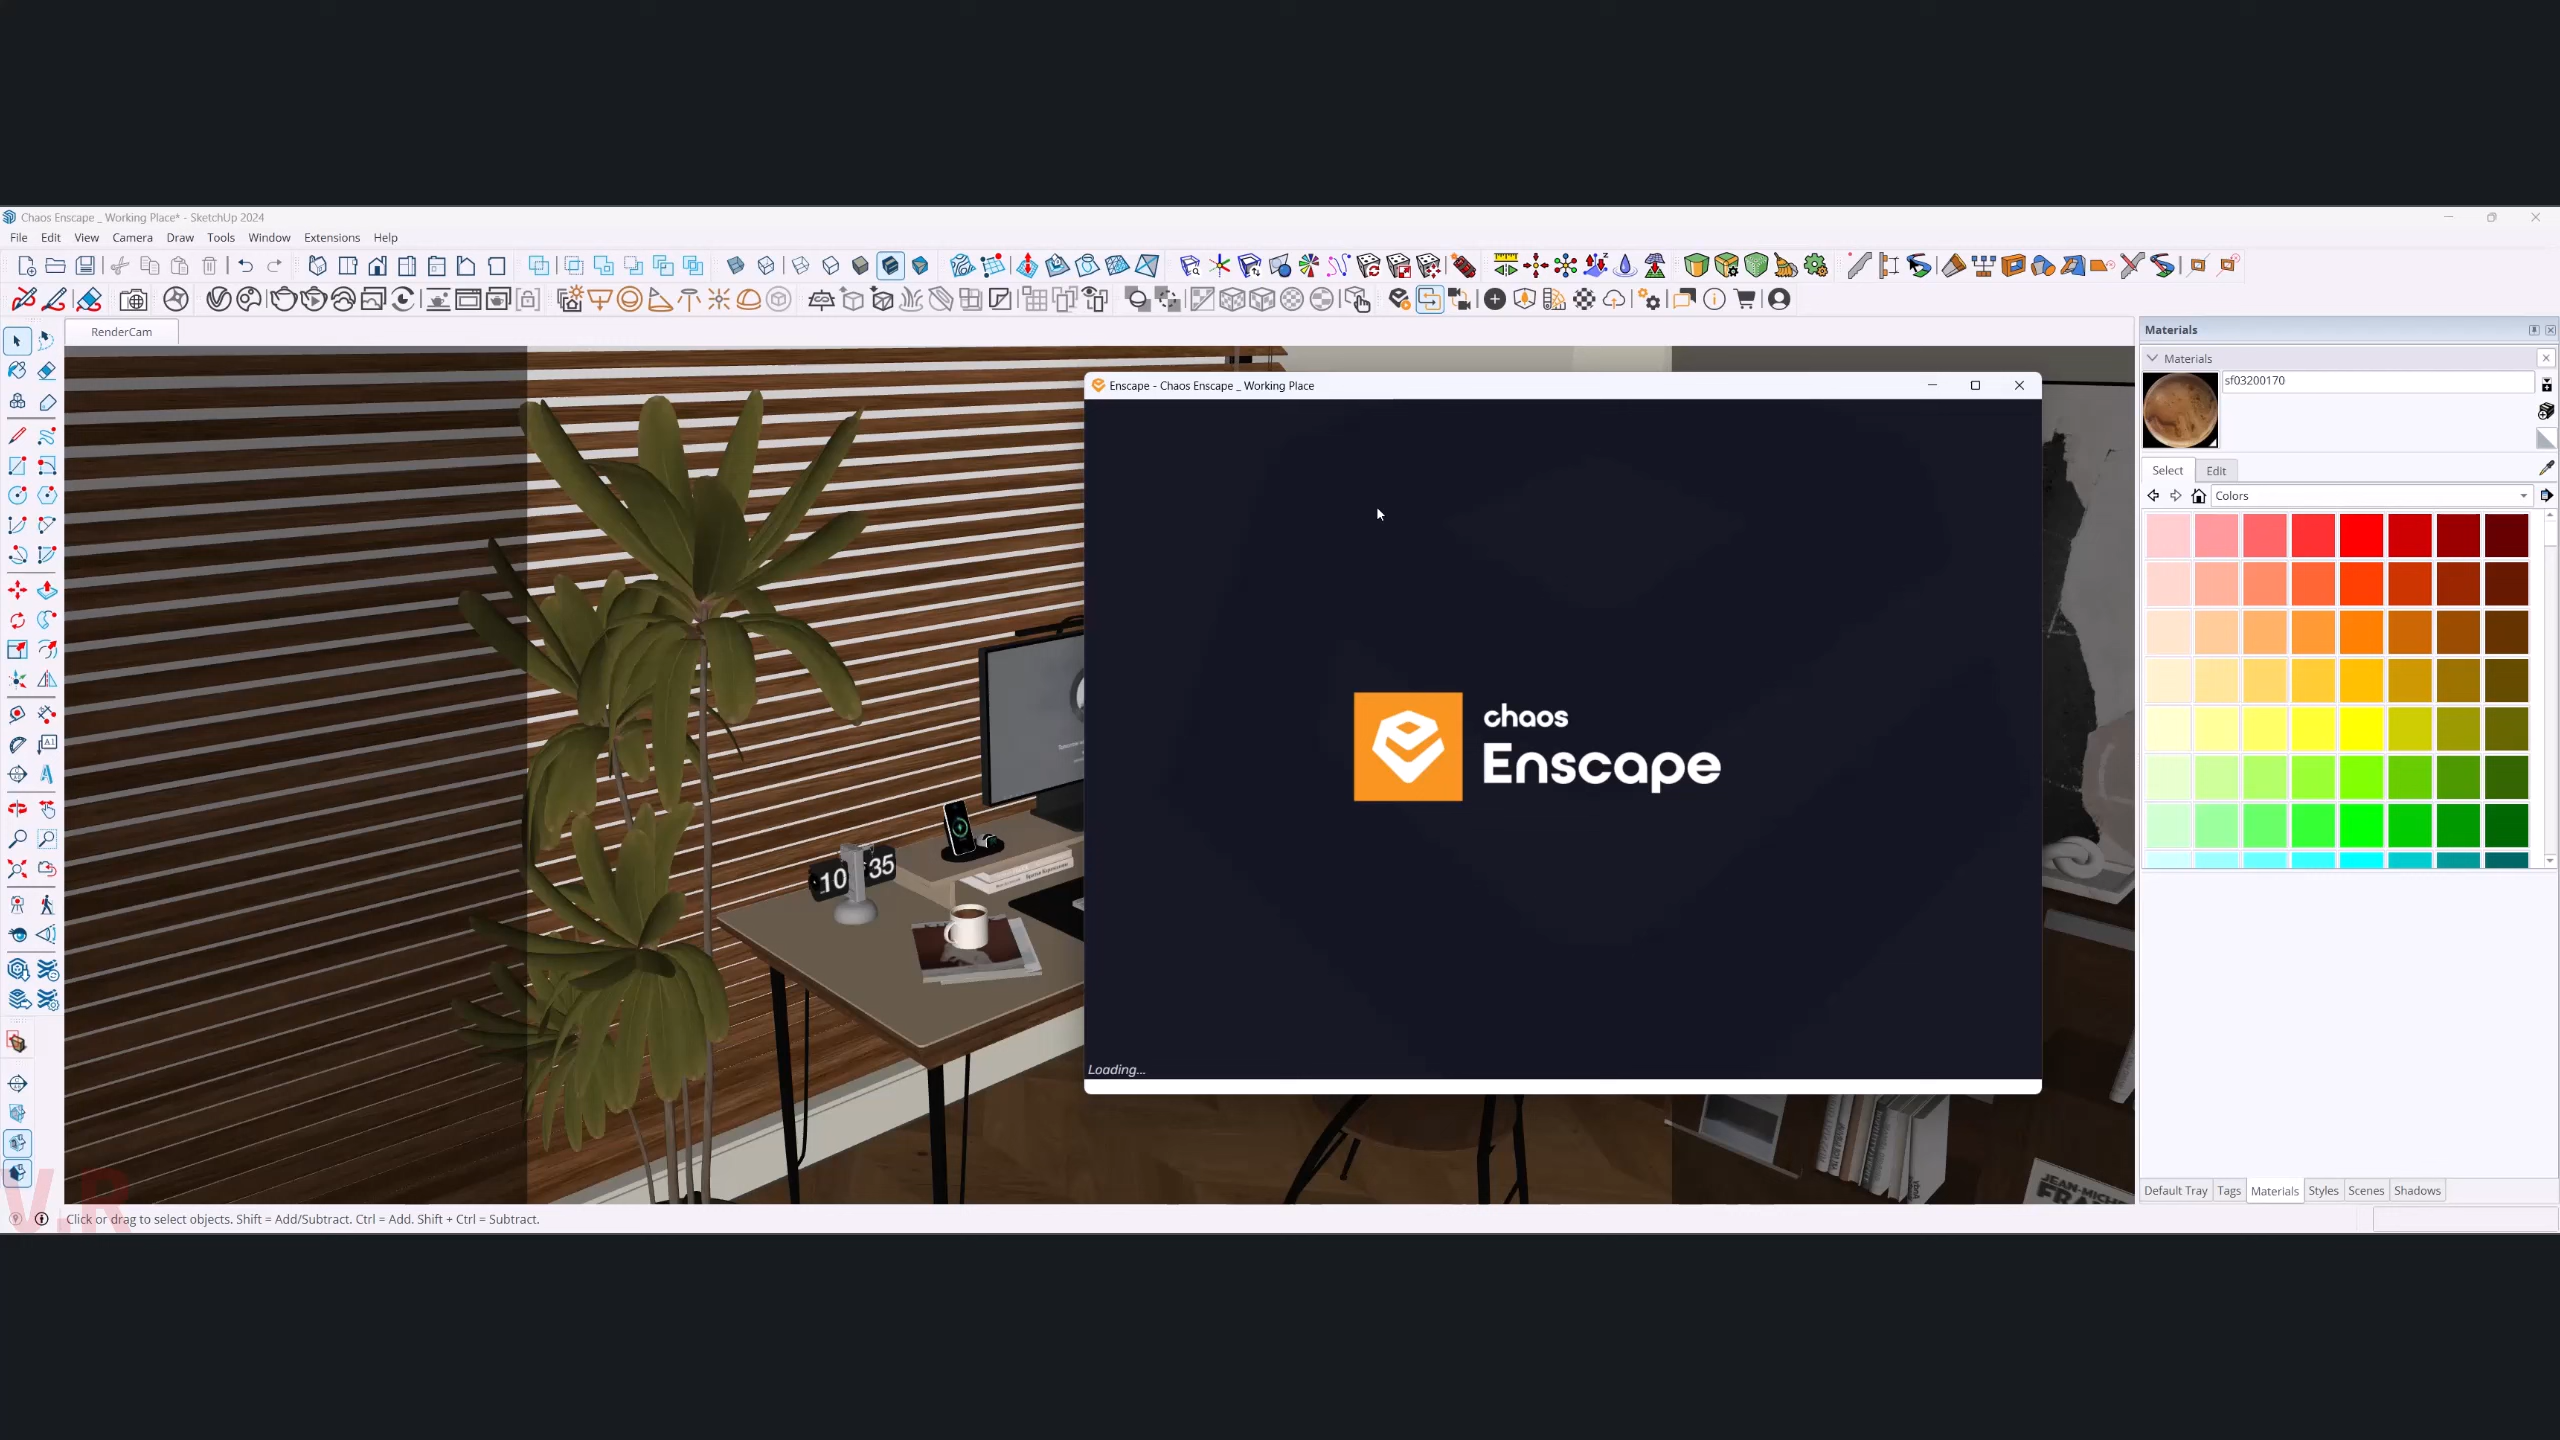 Chaos Enscape _ Working Place* - SketchUp 2024
File Edit View Camera Draw Tools Window Extensions Help
RenderCam
Materials
Materials
sf03200170
Select Edit
Colors
Enscape - Chaos Enscape _ Working Place
chaos
Enscape
Loading...
10 35
JEAN-MICHE
Default Tray Tags Materials Styles Scenes Shadows
V.R
Click or drag to select objects. Shift = Add/Subtract. Ctrl = Add. Shift + Ctrl = Subtract.